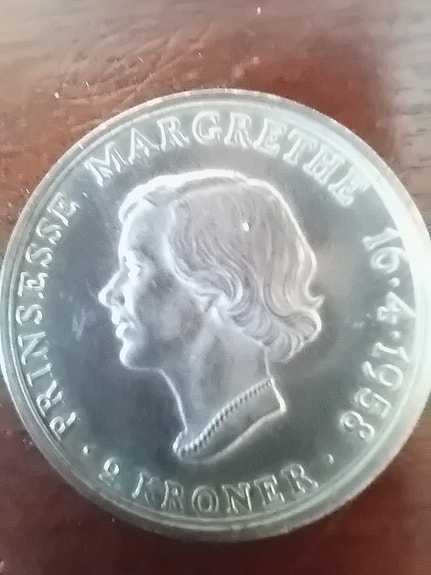 PRINSESSE MARGRETHE 16·4·1958
· 2 KRONER ·